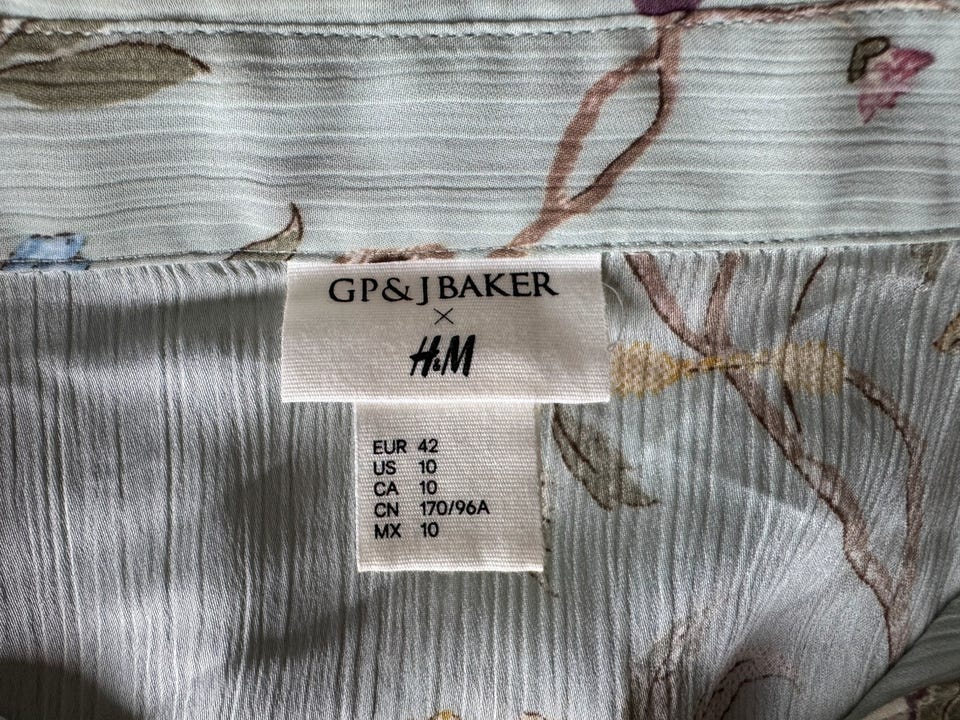 GP&J BAKER
×
H&M
EUR 42
US 10
CA 10
CN 170/96A
MX 10